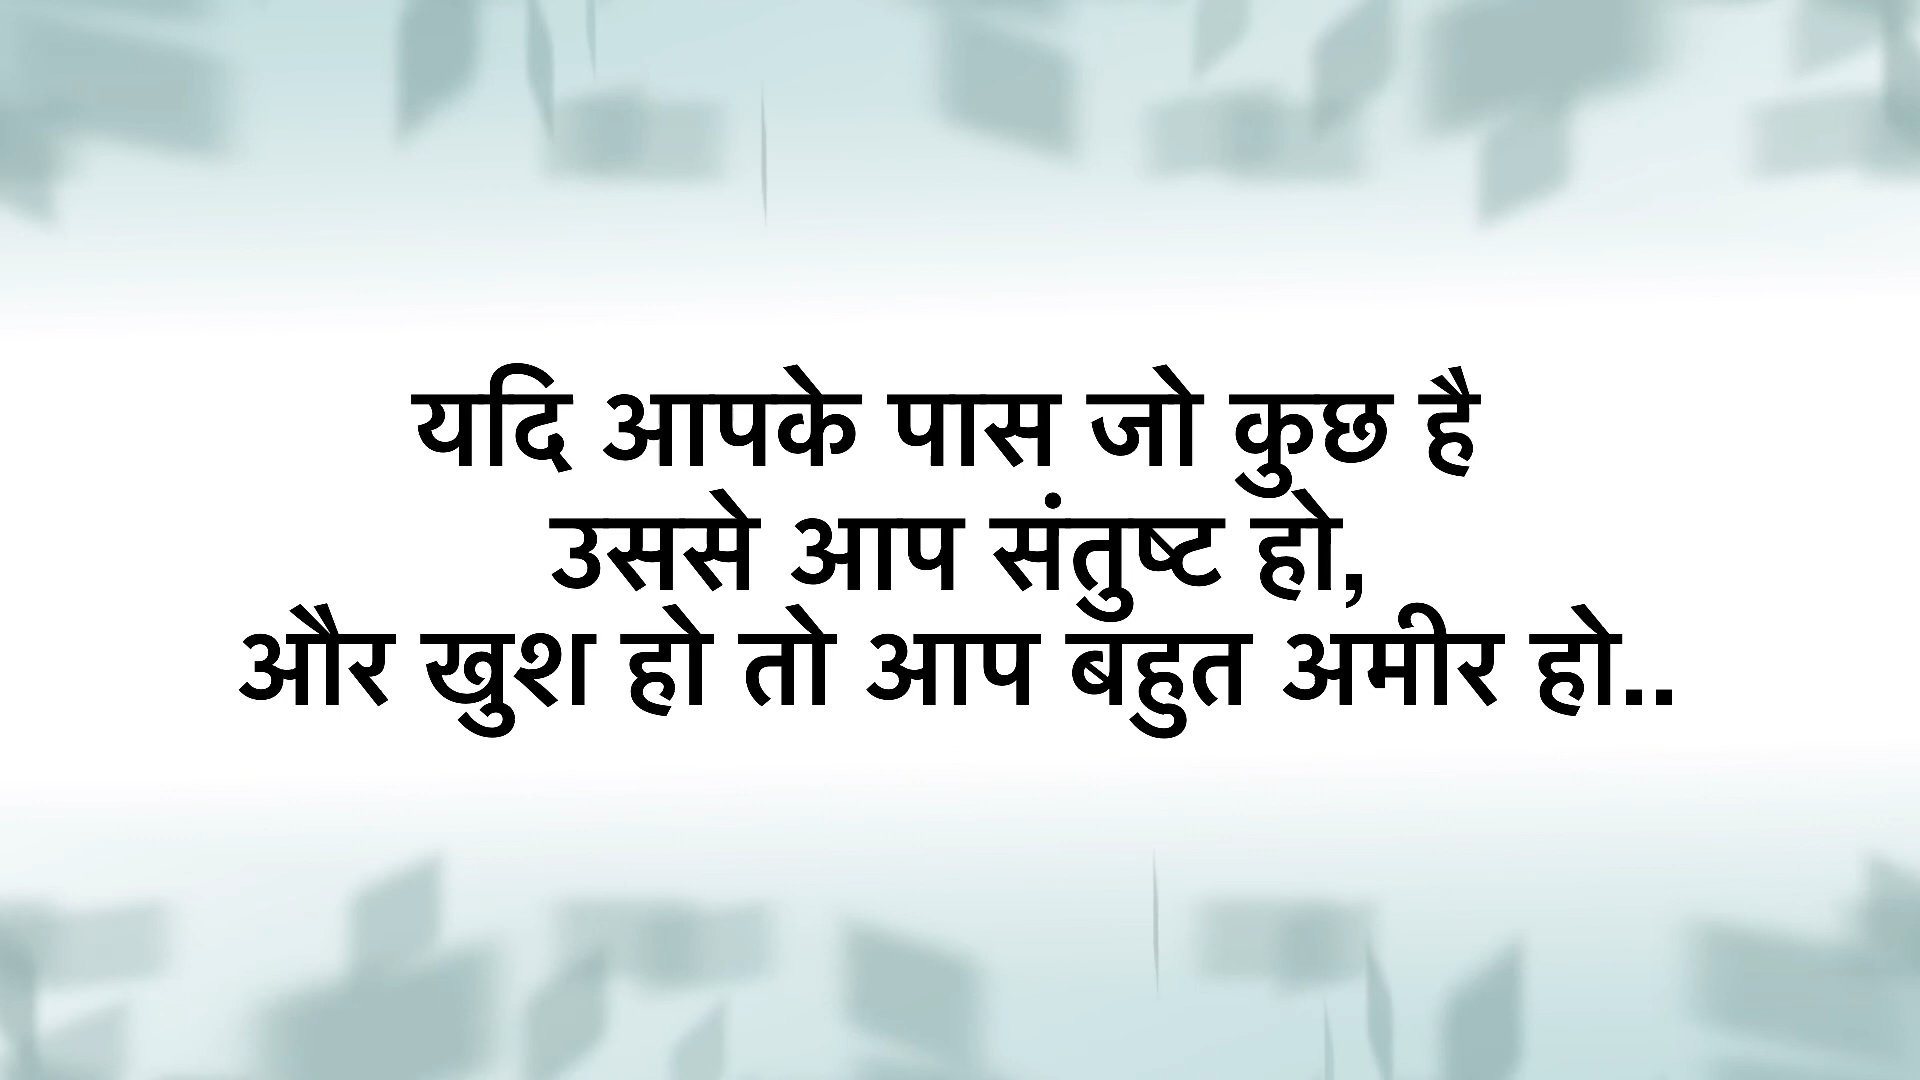 यदि आपके पास जो कुछ है
उससे आप संतुष्ट हो,
और खुश हो तो आप बहुत अमीर हो..